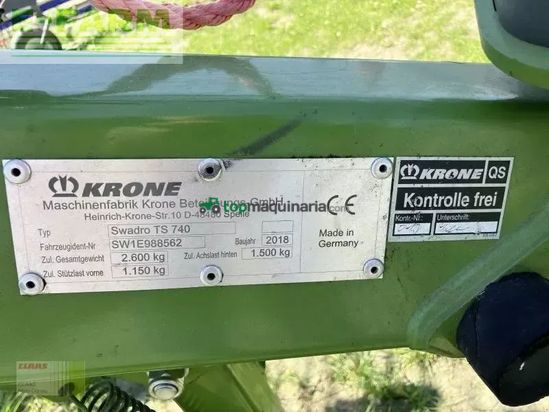 KRONE
Maschinenfabrik Krone Beteiligungs GmbH
Heinrich-Krone-Str.10 D-48480 Spelle
Typ Swadro TS 740
Fahrzeugident-Nr SW1E988562 Baujahr 2018
Zul. Gesamtgewicht 2.600 kg Zul. Achslast hinten 1.500 kg
Zul. Stützlast vorne 1.150 kg
CE
Made in
Germany
topmaquinaria.com
KRONE QS
Kontrolle frei
Kontr.-Nr.: Unterschrift:
CLAAS